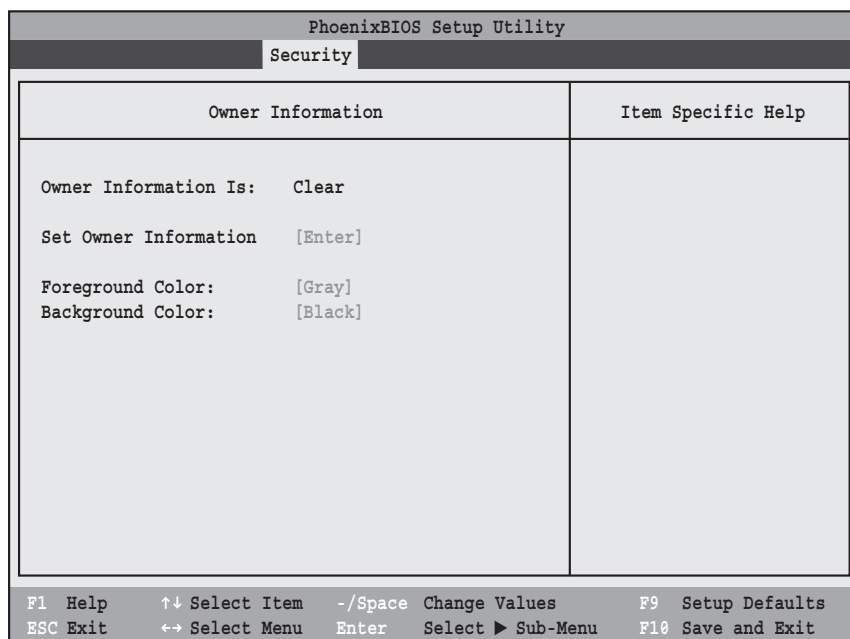 PhoenixBIOS Setup Utility
Security
Owner Information
Item Specific Help
Owner Information Is: Clear
Set Owner Information [Enter]
Foreground Color: [Gray]
Background Color: [Black]
F1 Help ↑↓ Select Item -/Space Change Values F9 Setup Defaults
ESC Exit ←→ Select Menu Enter Select ▶ Sub-Menu F10 Save and Exit